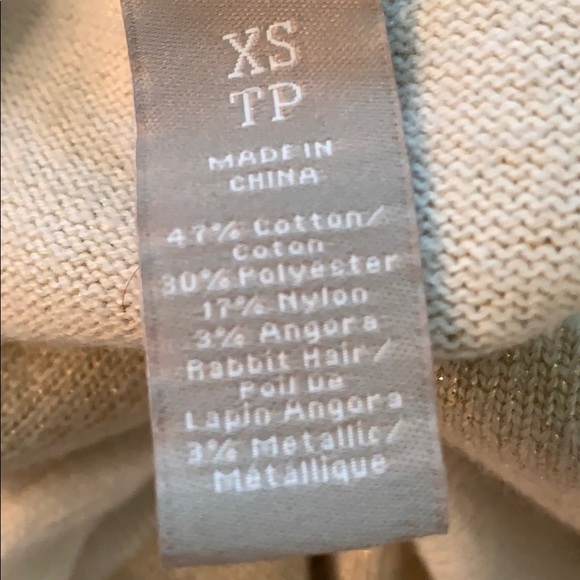 XS
TP
MADE IN
CHINA
47% Cotton/
Coton
30% Polyester
17% Nylon
3% Angora
Rabbit Hair/
Poil De
Lapin Angora
3% Metallic/
Métallique